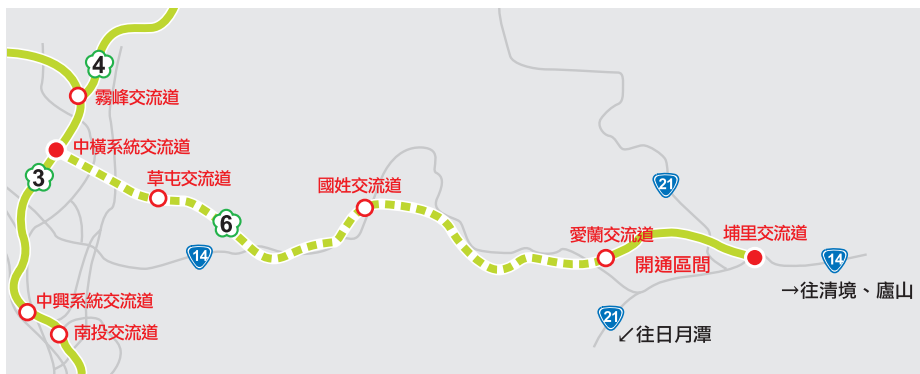 4
霧峰交流道
中橫系統交流道
3
草屯交流道
國姓交流道
21
6
14
愛蘭交流道
埔里交流道
開通區間
14
→往清境、廬山
中興系統交流道
南投交流道
21
↙往日月潭